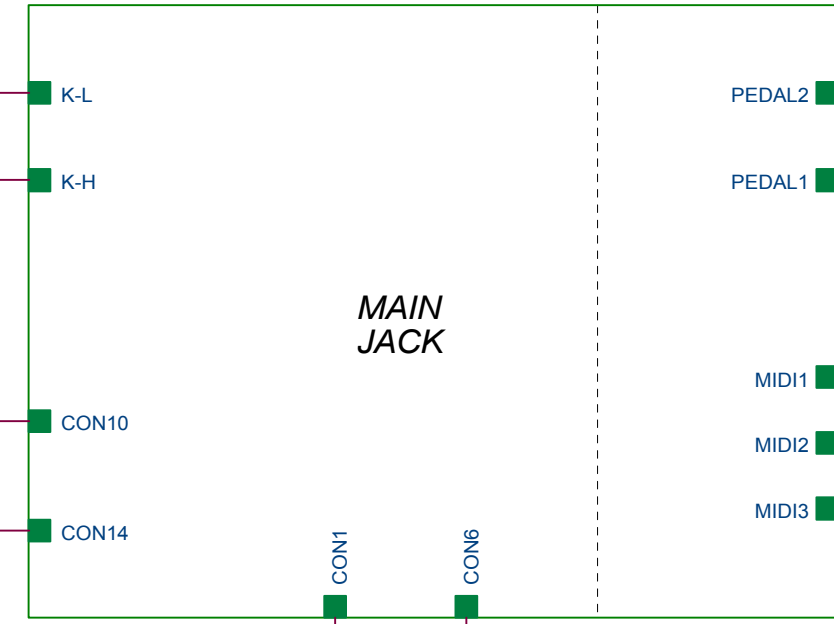 K-L
PEDAL2
K-H
PEDAL1
MAIN
JACK
MIDI1
CON10
MIDI2
MIDI3
CON14
CON1
CON6